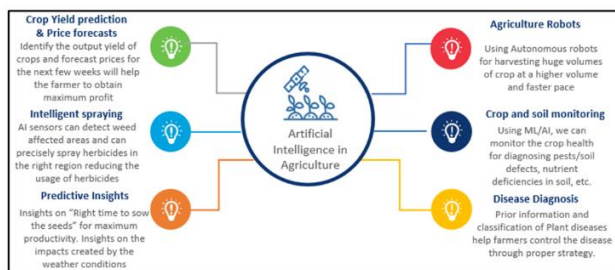 Crop Yield prediction
& Price forecasts
Identify the output yield of
crops and forecast prices for
the next few weeks will help
the farmer to obtain
maximum profit
Intelligent spraying
AI sensors can detect weed
affected areas and can
precisely spray herbicides in
the right region reducing
the usage of herbicides
Predictive Insights
Insights on "Right time to sow
the seeds" for maximum
productivity. Insights on the
impacts created by the
weather conditions
Artificial
Intelligence in
Agriculture
Agriculture Robots
Using Autonomous robots
for harvesting huge volumes
of crop at a higher volume
and faster pace
Crop and soil monitoring
Using ML/AI, we can
monitor the crop health
for diagnosing pests/soil
defects, nutrient
deficiencies in soil, etc.
Disease Diagnosis
Prior information and
classification of Plant diseases
help farmers control the disease
through proper strategy.